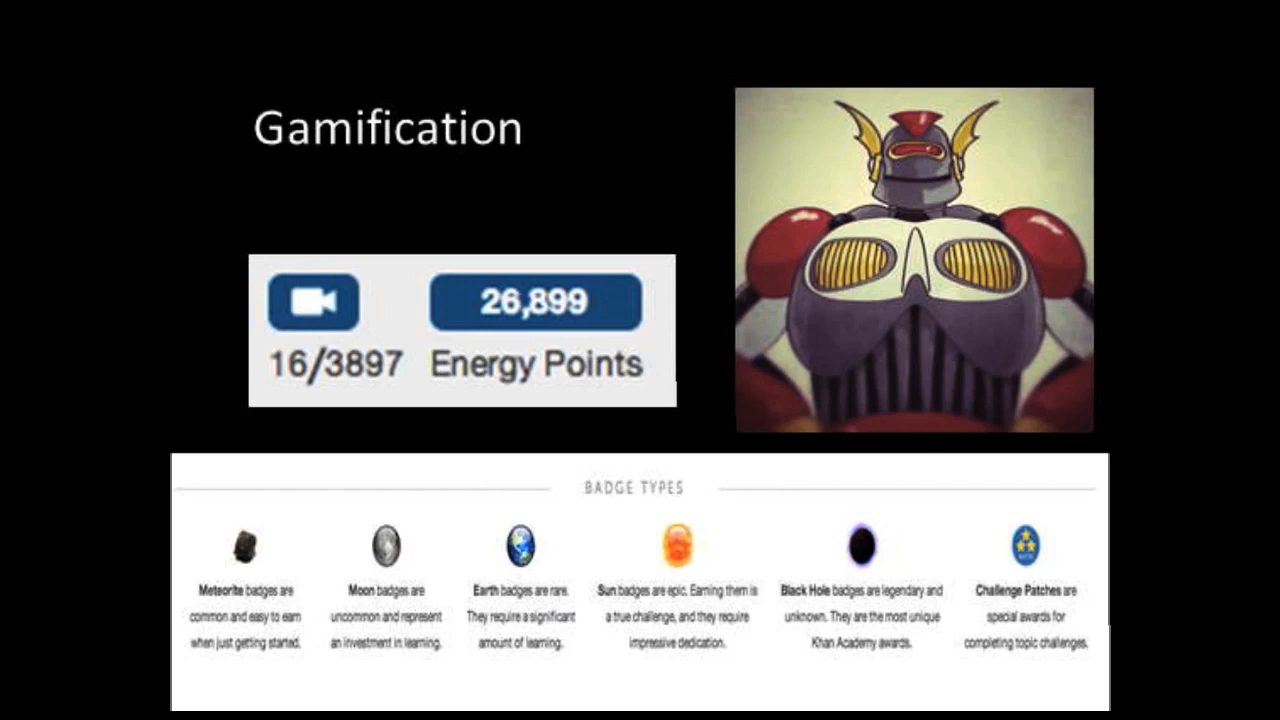 Gamification
26,899
16/3897 Energy Points
BADGE TYPES
Meteorite badges are
common and easy to earn
when just getting started.
Moon badges are
uncommon and represent
an investment in learning.
Earth badges are rare.
They require a significant
amount of learning.
Sun badges are epic. Earning them is
a true challenge, and they require
impressive dedication.
Black Hole badges are legendary and
unknown. They are the most unique
Khan Academy awards.
Challenge Patches are
special awards for
completing topic challenges.